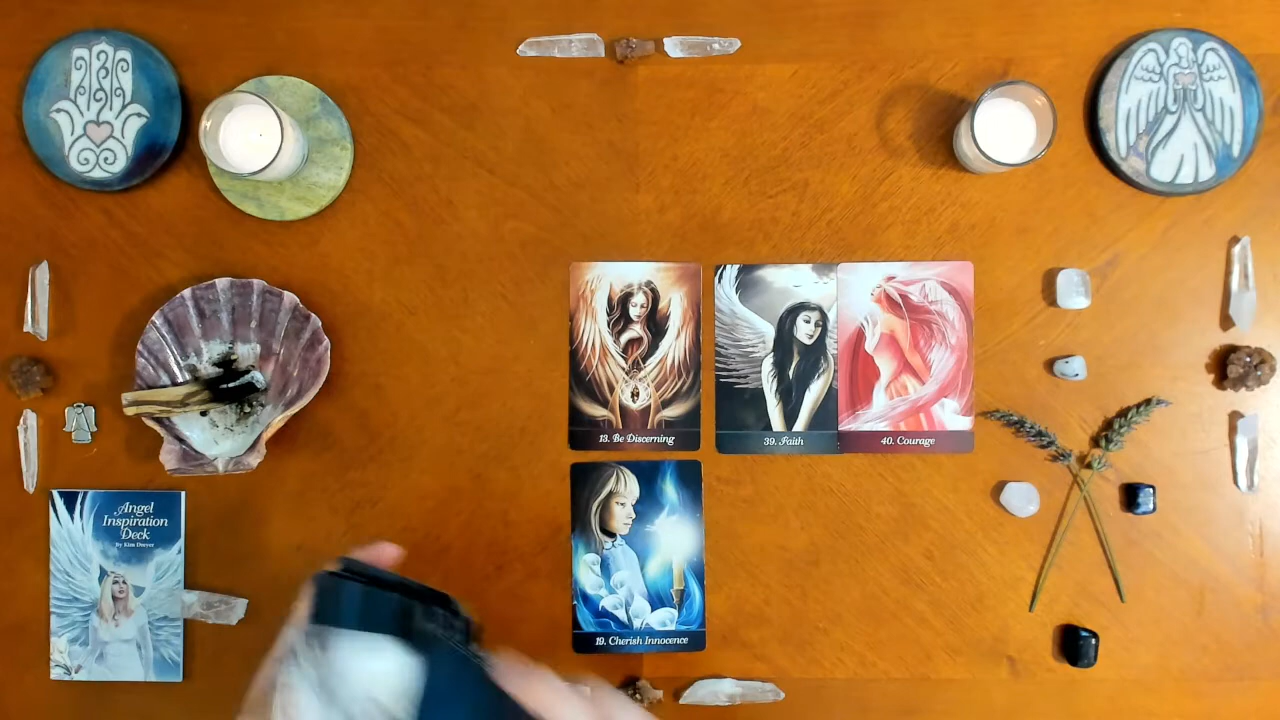 13. Be Discerning
39. Faith
40. Courage
19. Cherish Innocence
Angel
Inspiration
Deck
By Kim Dreyer